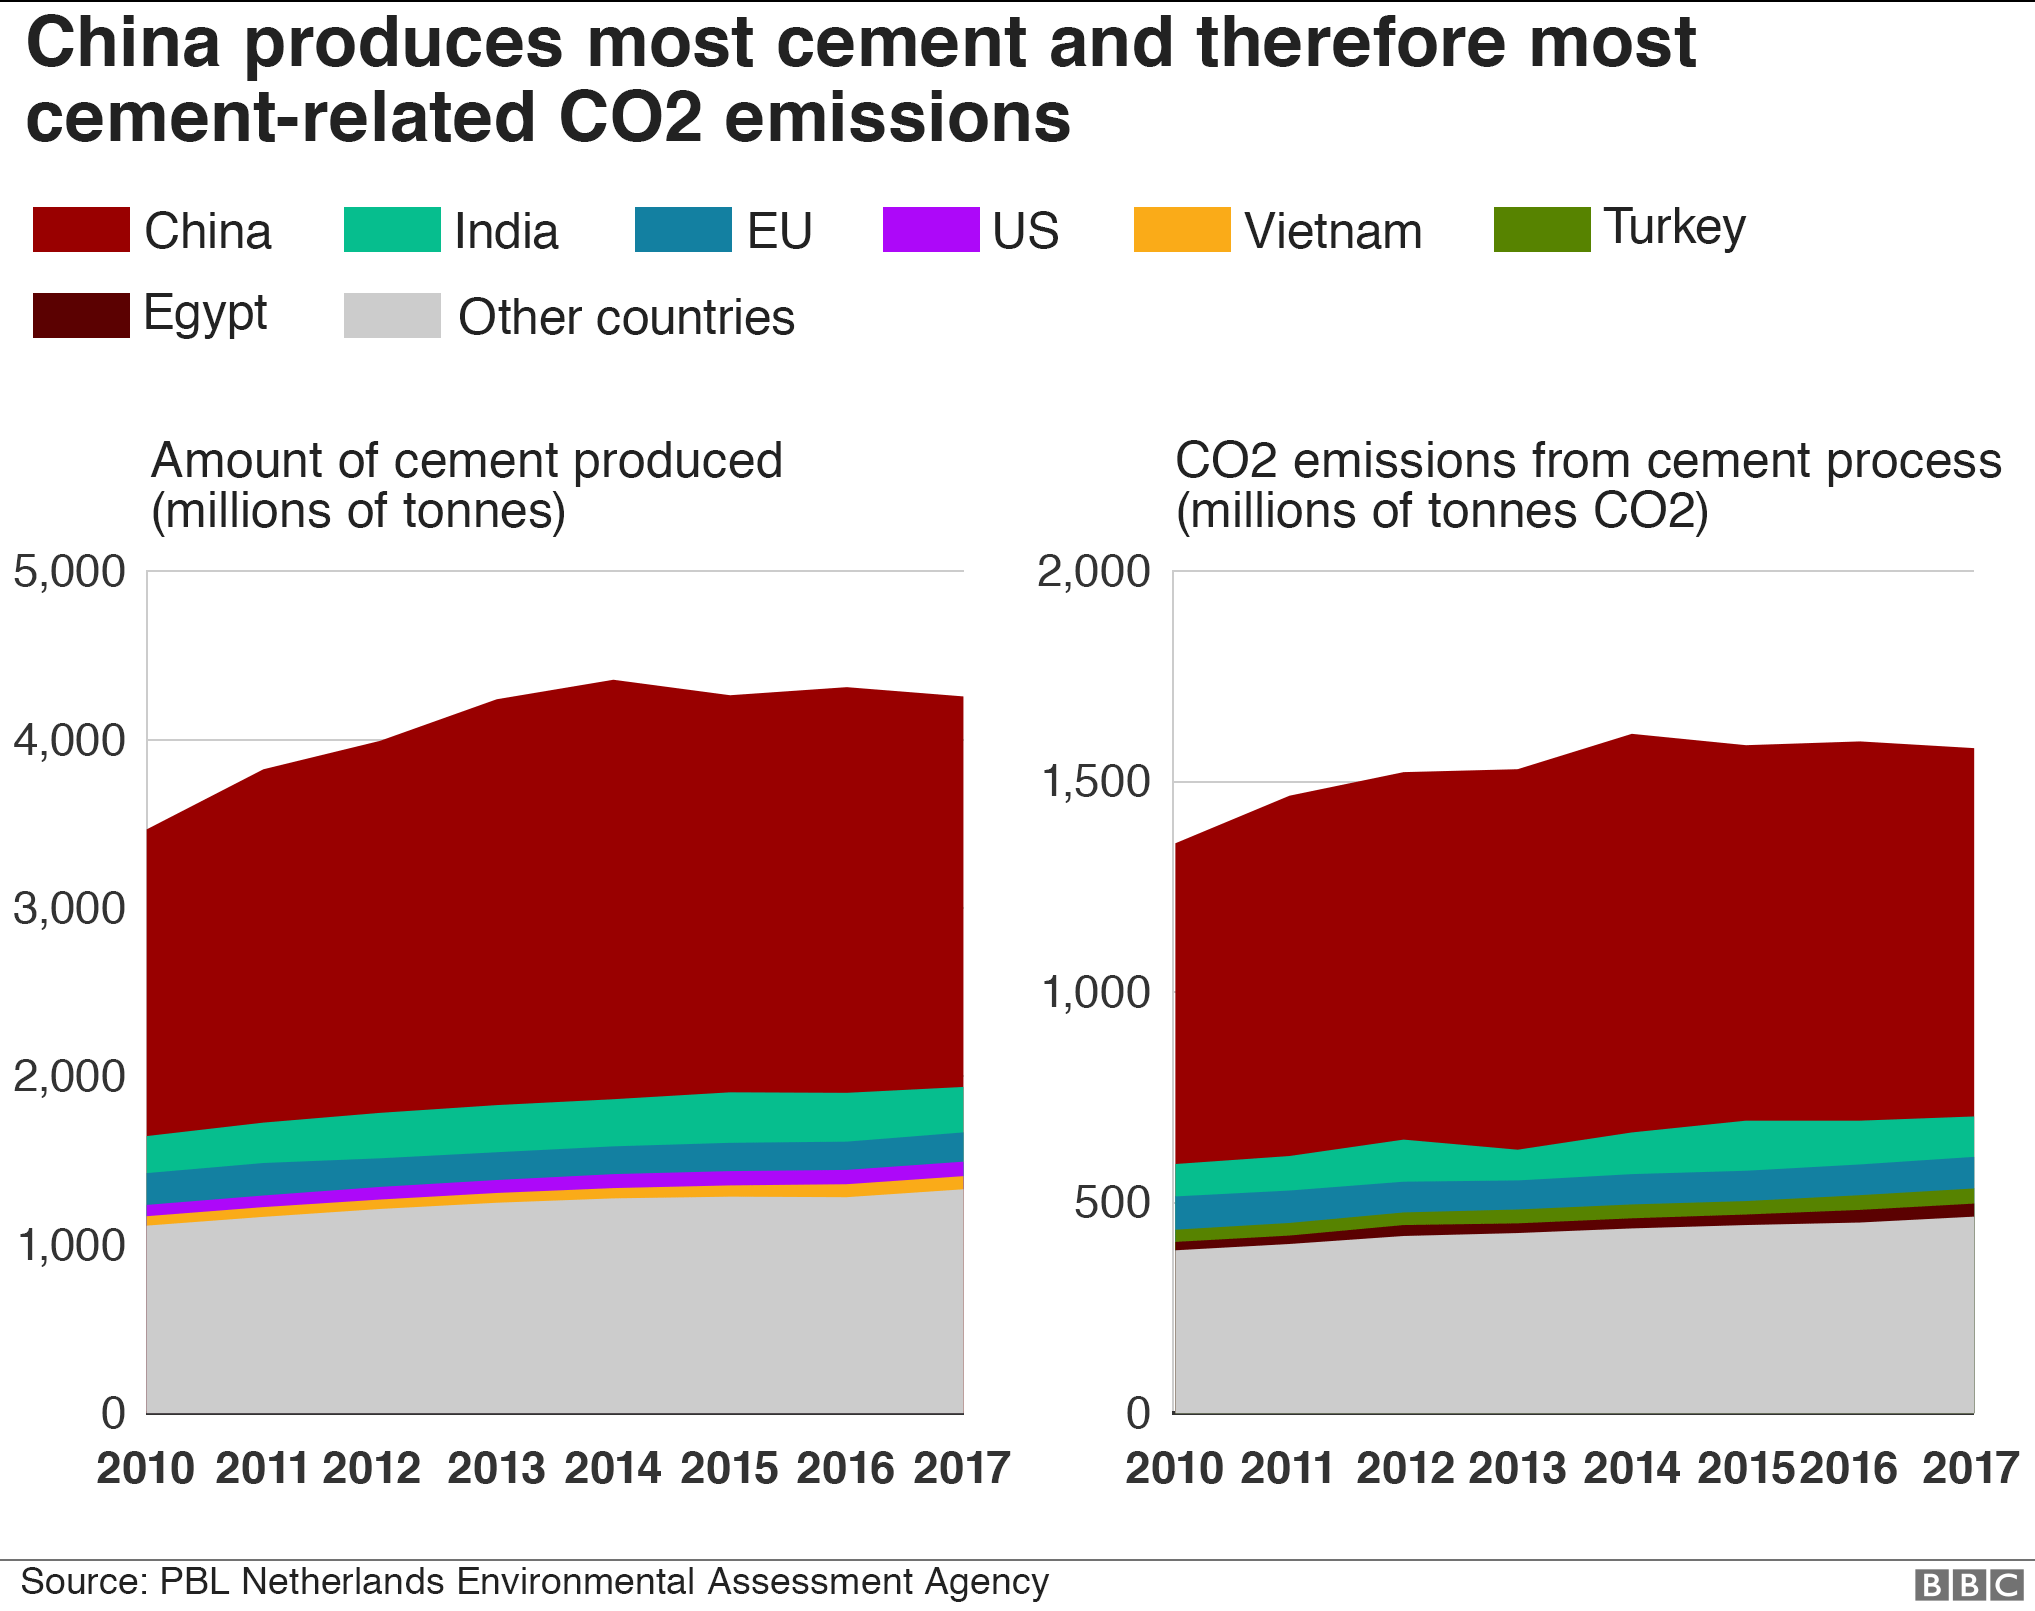 China produces most cement and therefore most
cement-related CO2 emissions
China India EU US Vietnam Turkey
Egypt Other countries
Amount of cement produced
(millions of tonnes)
5,000
4,000
3,000
2,000
1,000
0
2010 2011 2012 2013 2014 2015 2016 2017
CO2 emissions from cement process
(millions of tonnes CO2)
2,000
1,500
1,000
500
0
2010 2011 2012 2013 2014 2015 2016 2017
Source: PBL Netherlands Environmental Assessment Agency
BBC